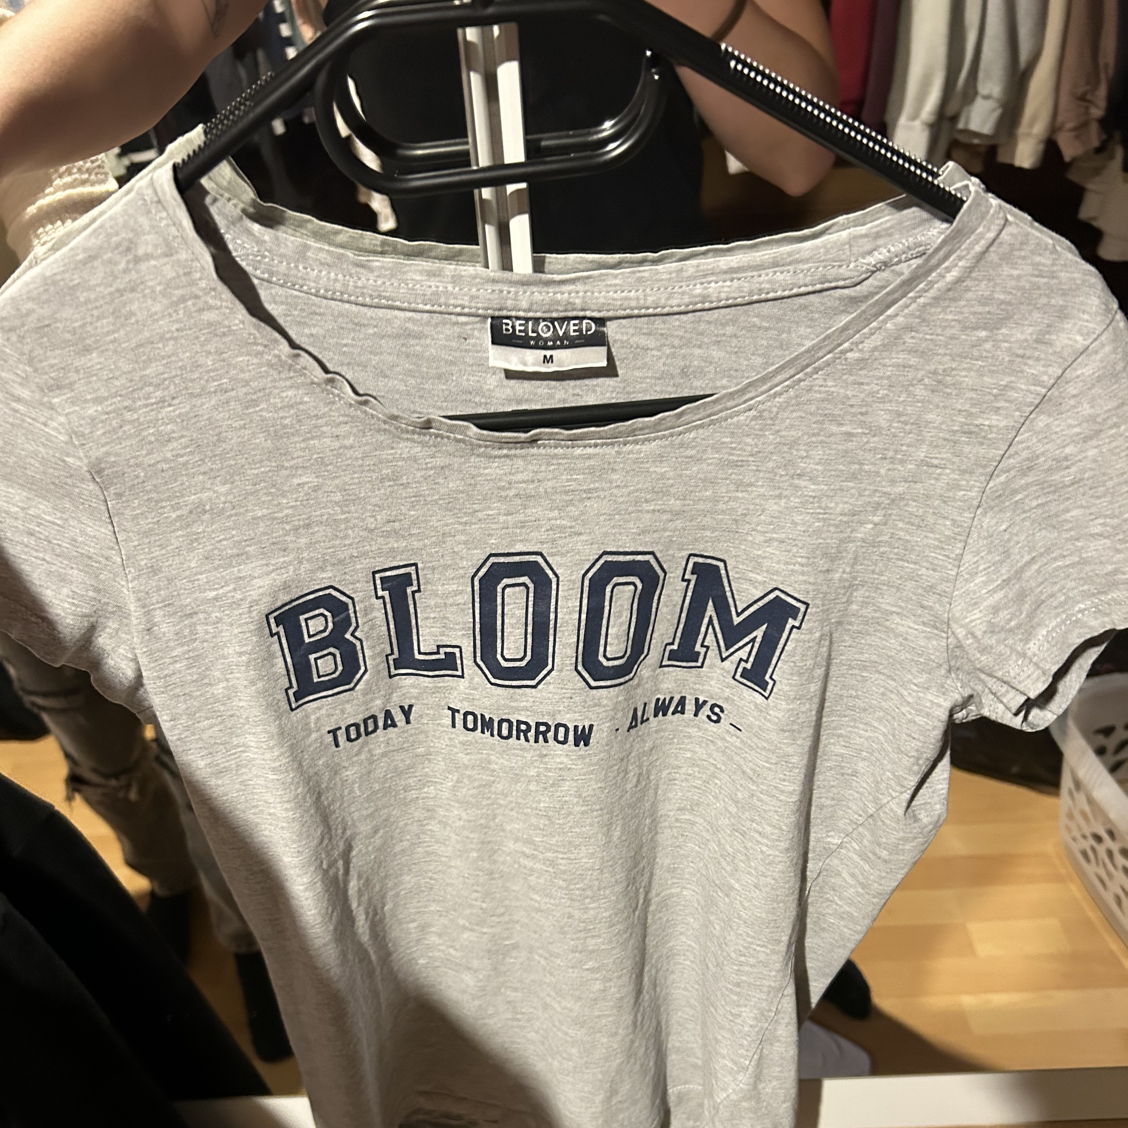 BELOVED
— WOMAN —
M
BLOOM
TODAY TOMORROW - ALWAYS -